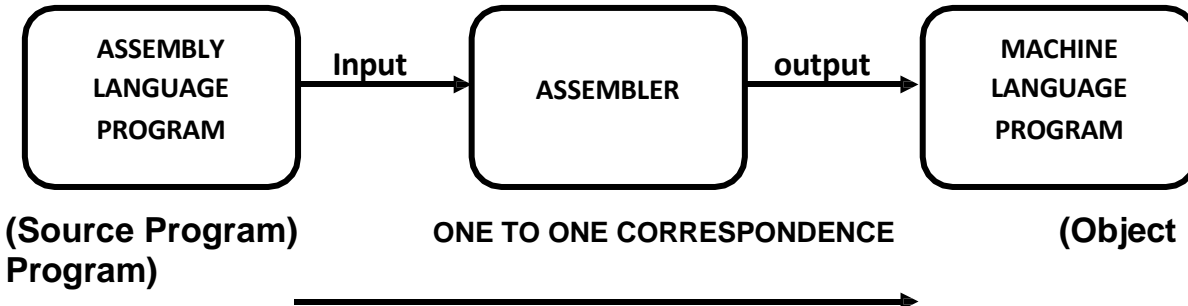 ASSEMBLY
LANGUAGE
PROGRAM
Input
ASSEMBLER
output
MACHINE
LANGUAGE
PROGRAM
(Source Program) ONE TO ONE CORRESPONDENCE (Object
Program)